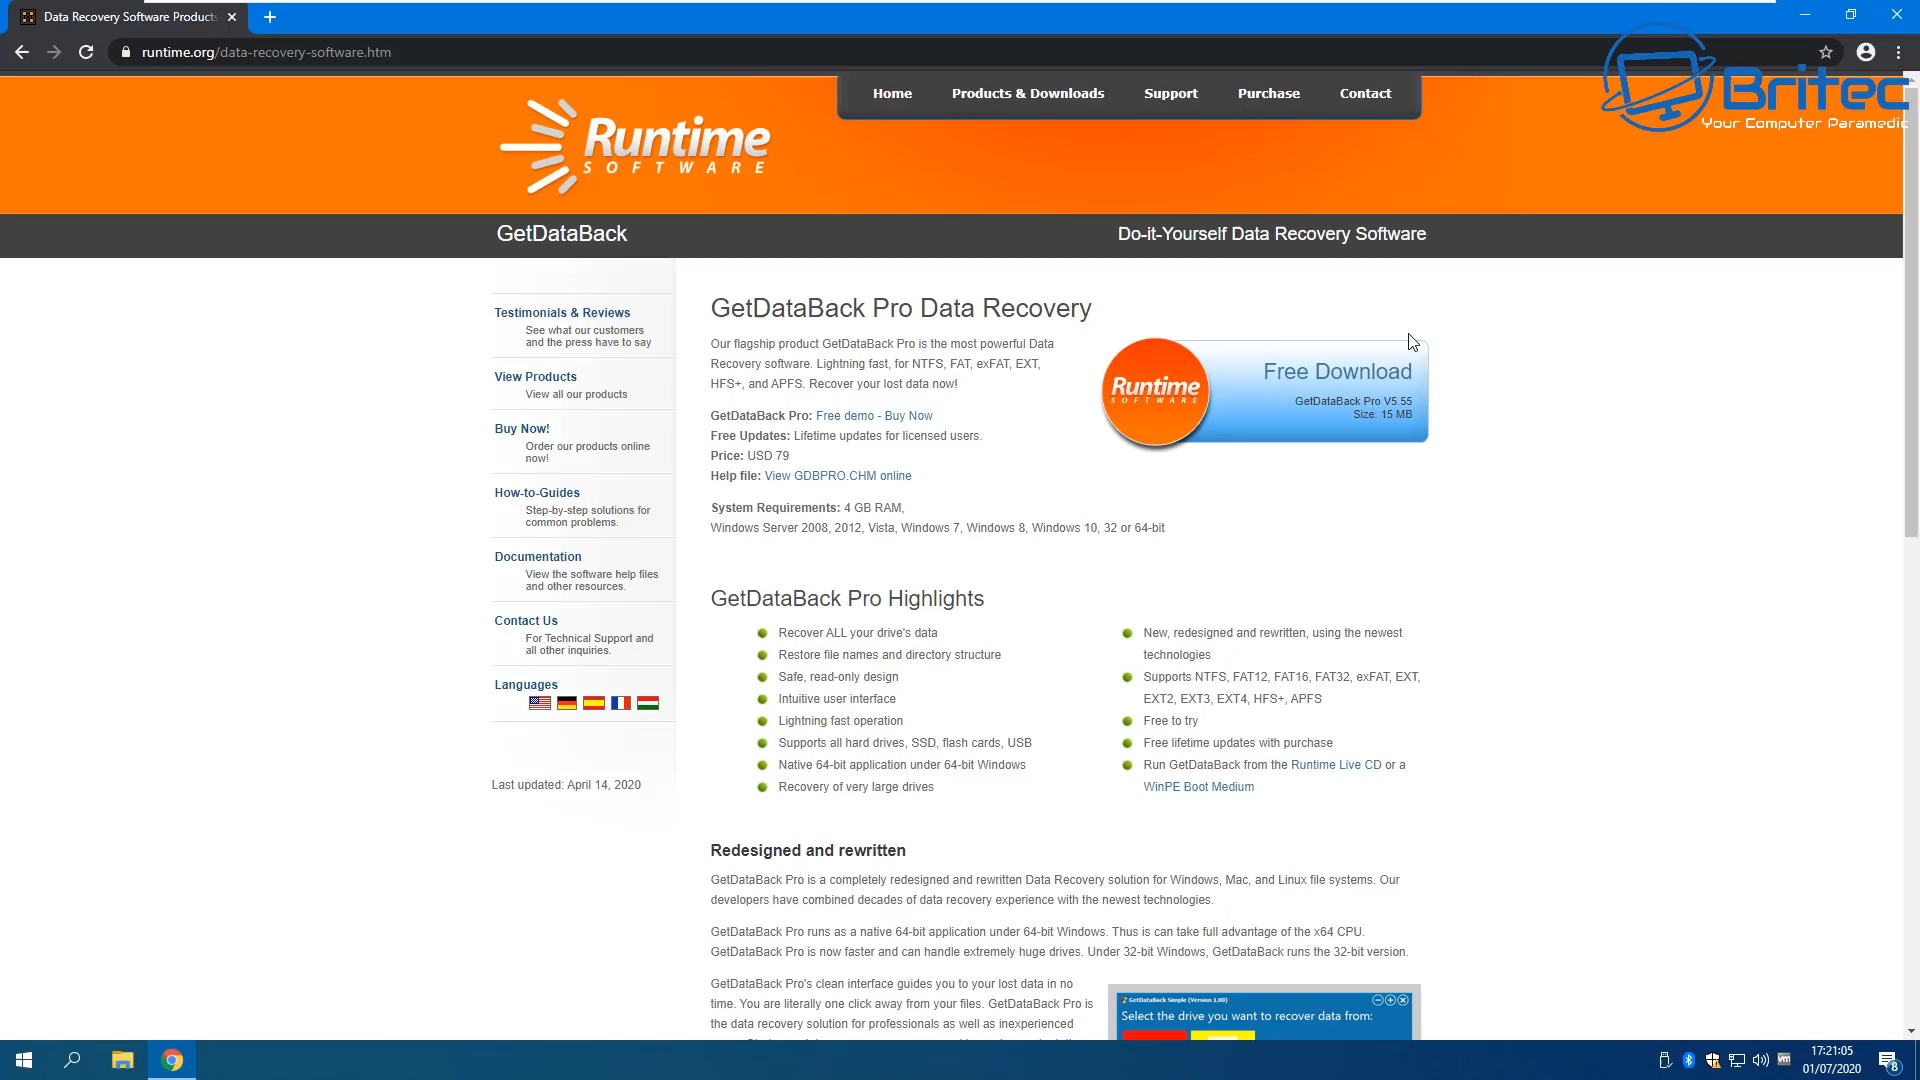 Data Recovery Software Products
runtime.org/data-recovery-software.htm
Britec
Your Computer Paramedic
Home Products & Downloads Support Purchase Contact
Runtime
SOFTWARE
GetDataBack
Do-it-Yourself Data Recovery Software
Testimonials & Reviews
See what our customers
and the press have to say
View Products
View all our products
Buy Now!
Order our products online
now!
How-to-Guides
Step-by-step solutions for
common problems.
Documentation
View the software help files
and other resources.
Contact Us
For Technical Support and
all other inquiries.
Languages
Last updated: April 14, 2020
GetDataBack Pro Data Recovery
Our flagship product GetDataBack Pro is the most powerful Data
Recovery software. Lightning fast, for NTFS, FAT, exFAT, EXT,
HFS+, and APFS. Recover your lost data now!
GetDataBack Pro: Free demo - Buy Now
Free Updates: Lifetime updates for licensed users.
Price: USD 79
Help file: View GDBPRO.CHM online
System Requirements: 4 GB RAM,
Windows Server 2008, 2012, Vista, Windows 7, Windows 8, Windows 10, 32 or 64-bit
Runtime
SOFTWARE
Free Download
GetDataBack Pro V5.55
Size: 15 MB
GetDataBack Pro Highlights
Recover ALL your drive's data
Restore file names and directory structure
Safe, read-only design
Intuitive user interface
Lightning fast operation
Supports all hard drives, SSD, flash cards, USB
Native 64-bit application under 64-bit Windows
Recovery of very large drives
New, redesigned and rewritten, using the newest
technologies
Supports NTFS, FAT12, FAT16, FAT32, exFAT, EXT,
EXT2, EXT3, EXT4, HFS+, APFS
Free to try
Free lifetime updates with purchase
Run GetDataBack from the Runtime Live CD or a
WinPE Boot Medium
Redesigned and rewritten
GetDataBack Pro is a completely redesigned and rewritten Data Recovery solution for Windows, Mac, and Linux file systems. Our
developers have combined decades of data recovery experience with the newest technologies.
GetDataBack Pro runs as a native 64-bit application under 64-bit Windows. Thus is can take full advantage of the x64 CPU.
GetDataBack Pro is now faster and can handle extremely huge drives. Under 32-bit Windows, GetDataBack runs the 32-bit version.
GetDataBack Pro's clean interface guides you to your lost data in no
time. You are literally one click away from your files. GetDataBack Pro is
the data recovery solution for professionals as well as inexperienced
GetDataBack Simple (Version 1.00)
Select the drive you want to recover data from:
17:21:05
01/07/2020
8